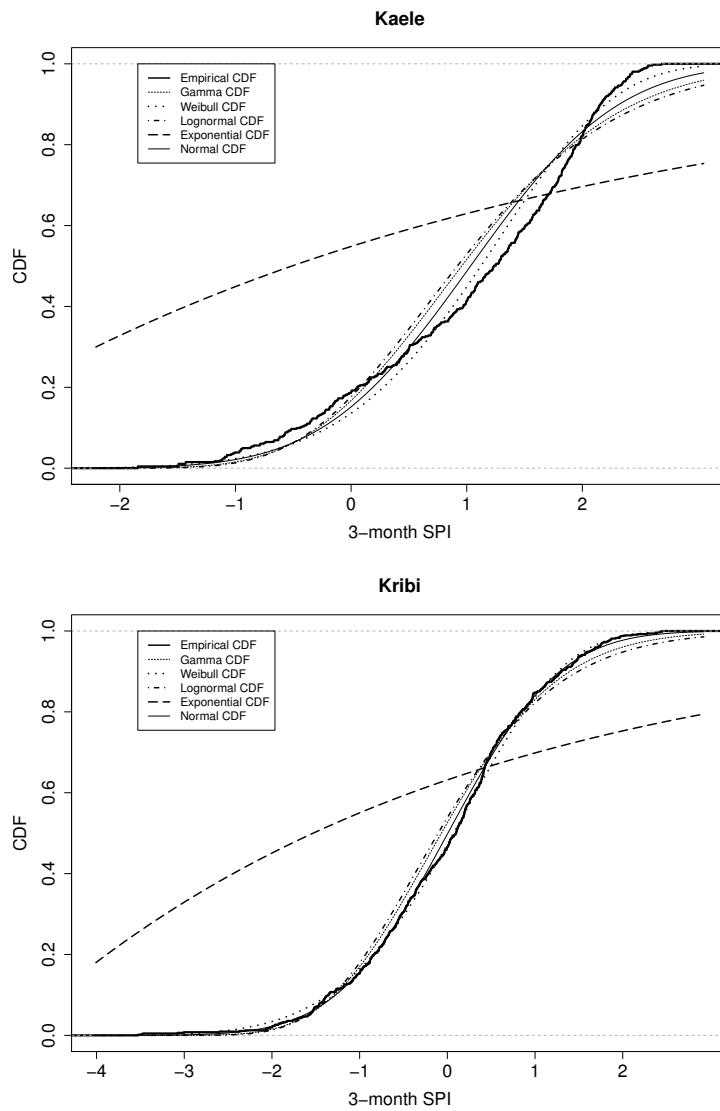 Kaele
1.0
0.8
0.6
0.4
0.2
0.0
CDF
Empirical CDF
Gamma CDF
Weibull CDF
Lognormal CDF
Exponential CDF
Normal CDF
−2 −1 0 1 2
3−month SPI
Kribi
1.0
0.8
0.6
0.4
0.2
0.0
CDF
Empirical CDF
Gamma CDF
Weibull CDF
Lognormal CDF
Exponential CDF
Normal CDF
−4 −3 −2 −1 0 1 2
3−month SPI